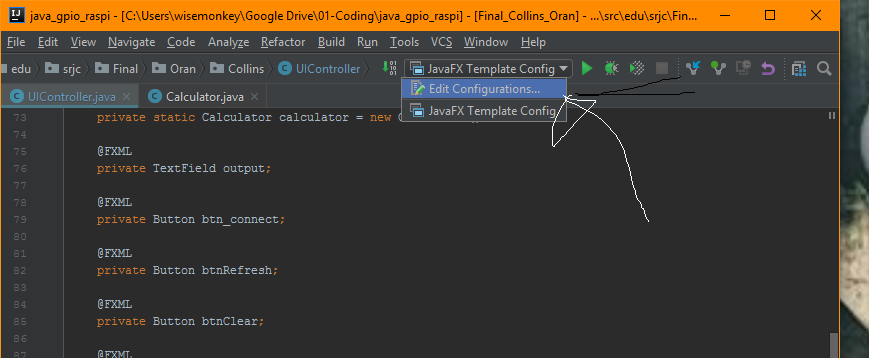 java_gpio_raspi - [C:\Users\wisemonkey\Google Drive\01-Coding\java_gpio_raspi] - [Final_Collins_Oran] - ...\src\edu\srjc\Fin...
File Edit View Navigate Code Analyze Refactor Build Run Tools VCS Window Help
edu srjc Final Oran Collins UIController JavaFX Template Config
Edit Configurations...
UIController.java Calculator.java JavaFX Template Config
73 private static Calculator calculator = new
74
75 @FXML
76 private TextField output;
77
78 @FXML
79 private Button btn_connect;
80
81 @FXML
82 private Button btnRefresh;
83
84 @FXML
85 private Button btnClear;
86
87 @FXML